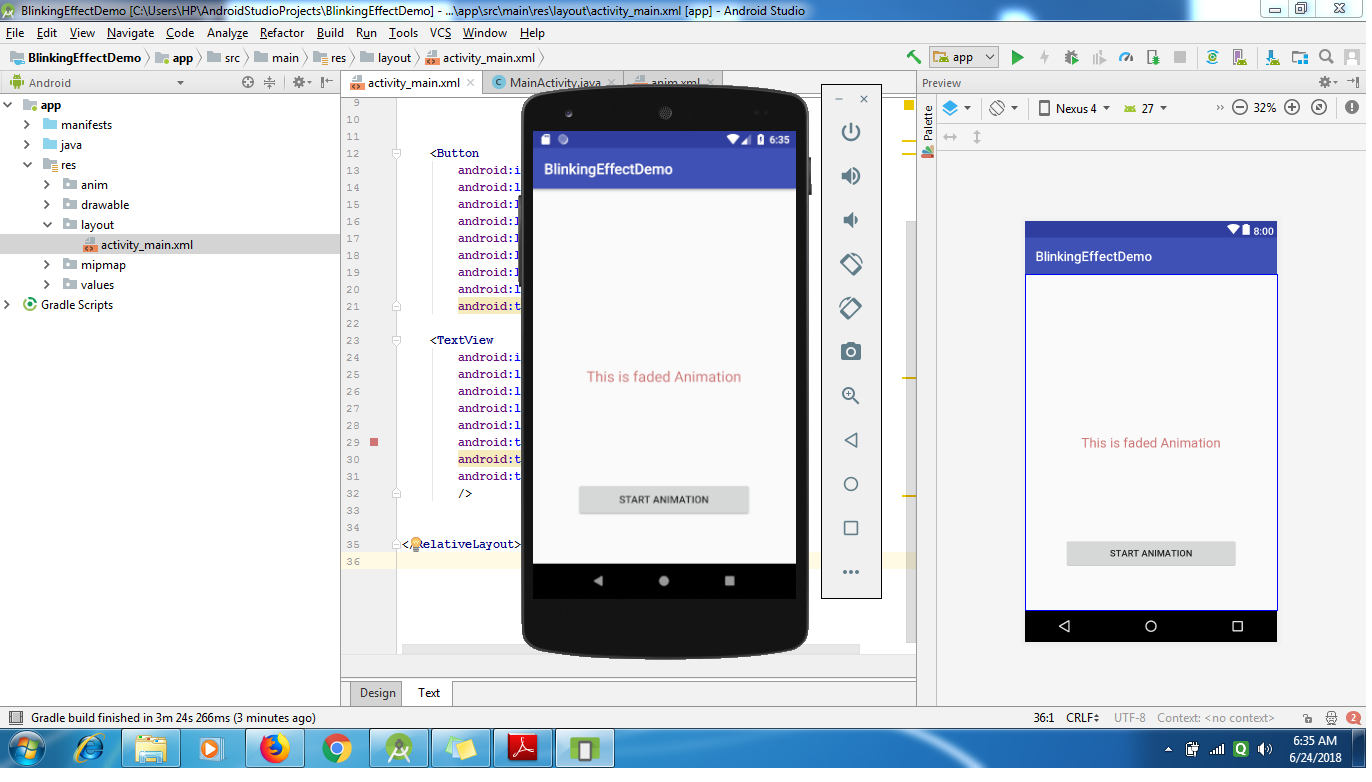 BlinkingEffectDemo [C:\Users\HP\AndroidStudioProjects\BlinkingEffectDemo] - ...\app\src\main\res\layout\activity_main.xml [app] - Android Studio
File Edit View Navigate Code Analyze Refactor Build Run Tools VCS Window Help
BlinkingEffectDemo app src main res layout activity_main.xml
app
Android
app
manifests
java
res
anim
drawable
layout
activity_main.xml
mipmap
values
Gradle Scripts
activity_main.xml MainActivity.java anim.xml
9
10
11
12 <Button
13 android:i
14 android:l
15 android:l
16 android:l
17 android:l
18 android:l
19 android:l
20 android:l
21 android:t
22
23 <TextView
24 android:i
25 android:l
26 android:l
27 android:l
28 android:l
29 android:t
30 android:t
31 android:t
32 />
33
34
35 </RelativeLayout>
36
6:35
BlinkingEffectDemo
This is faded Animation
START ANIMATION
Preview
Palette
Nexus 4 27 32%
8:00
BlinkingEffectDemo
This is faded Animation
START ANIMATION
Design Text
Gradle build finished in 3m 24s 266ms (3 minutes ago)
36:1 CRLF UTF-8 Context: <no context> 2
6:35 AM
6/24/2018